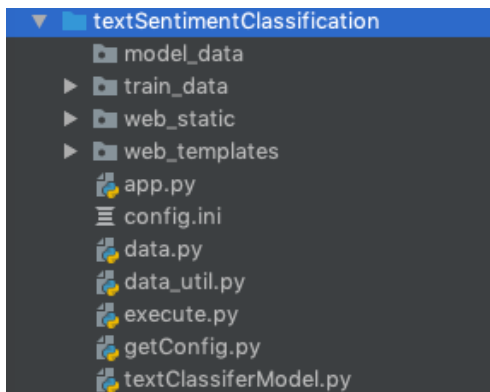 textSentimentClassification
model_data
train_data
web_static
web_templates
app.py
config.ini
data.py
data_util.py
execute.py
getConfig.py
textClassiferModel.py